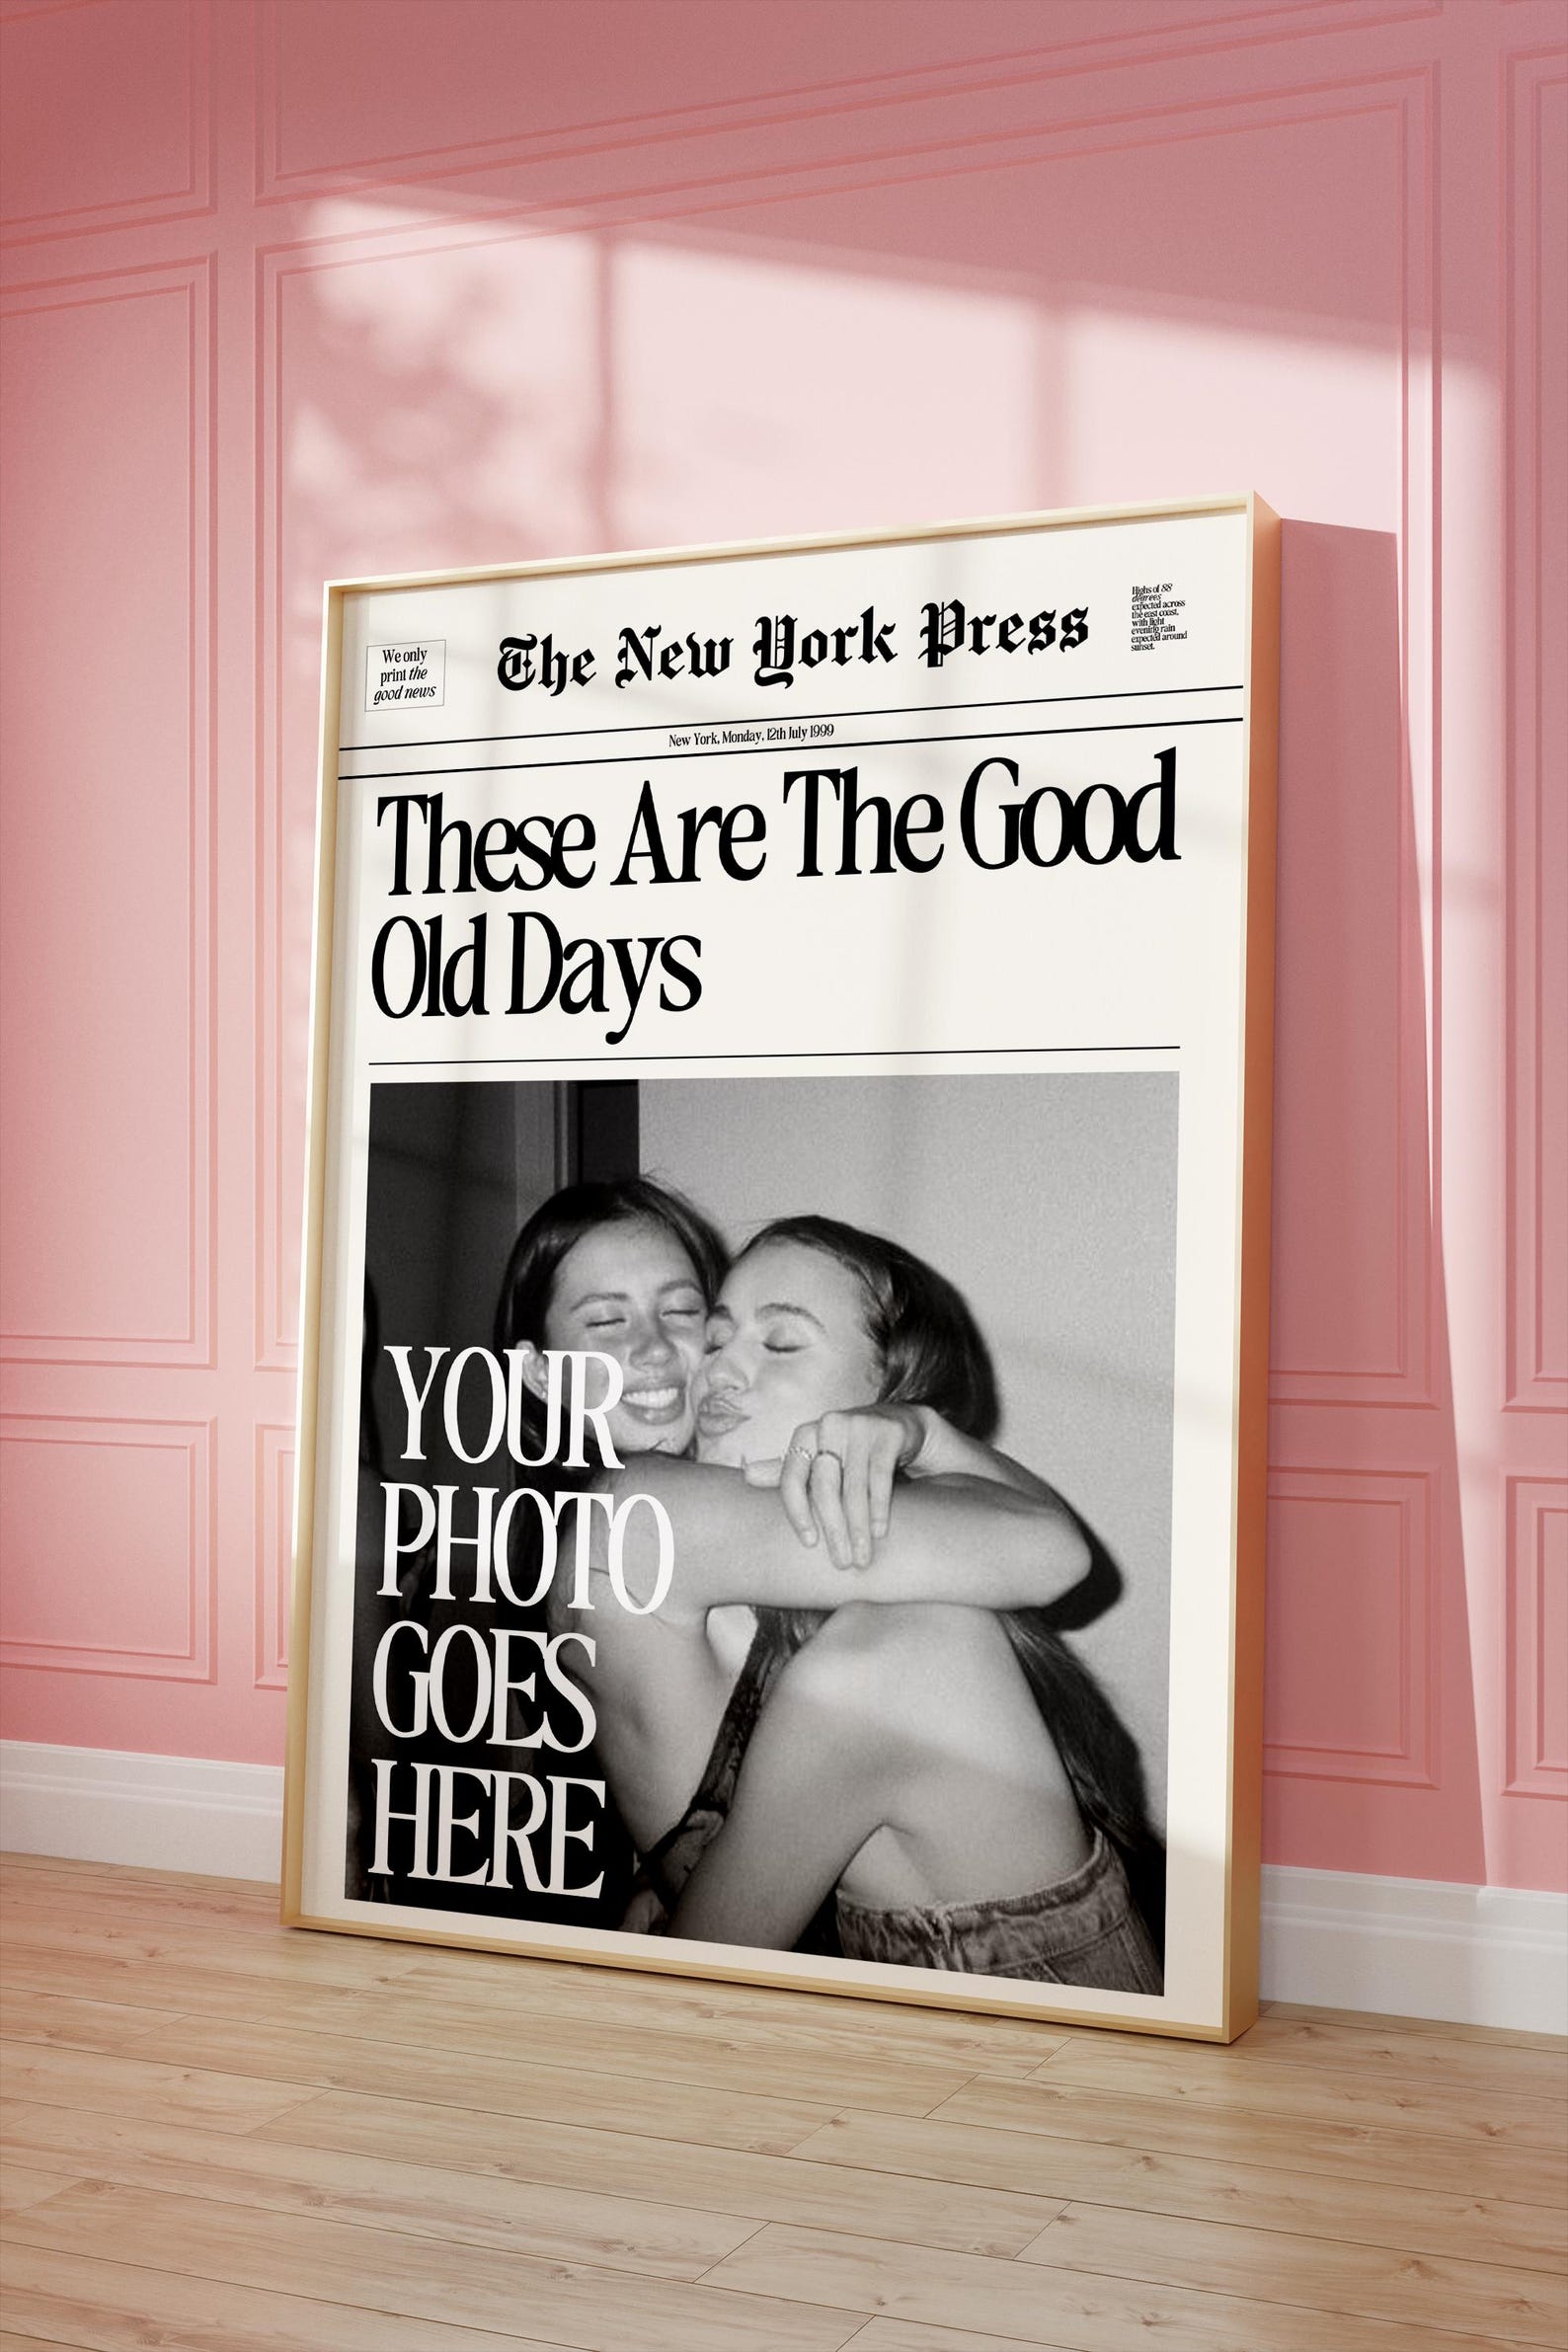 We only
print the
good news
The New York Press
Highs of 88
degrees
expected across
the east coast,
with light
evening rain
expected around
sunset.
New York, Monday, 12th July 1999
These Are The Good
Old Days
YOUR
PHOTO
GOES
HERE